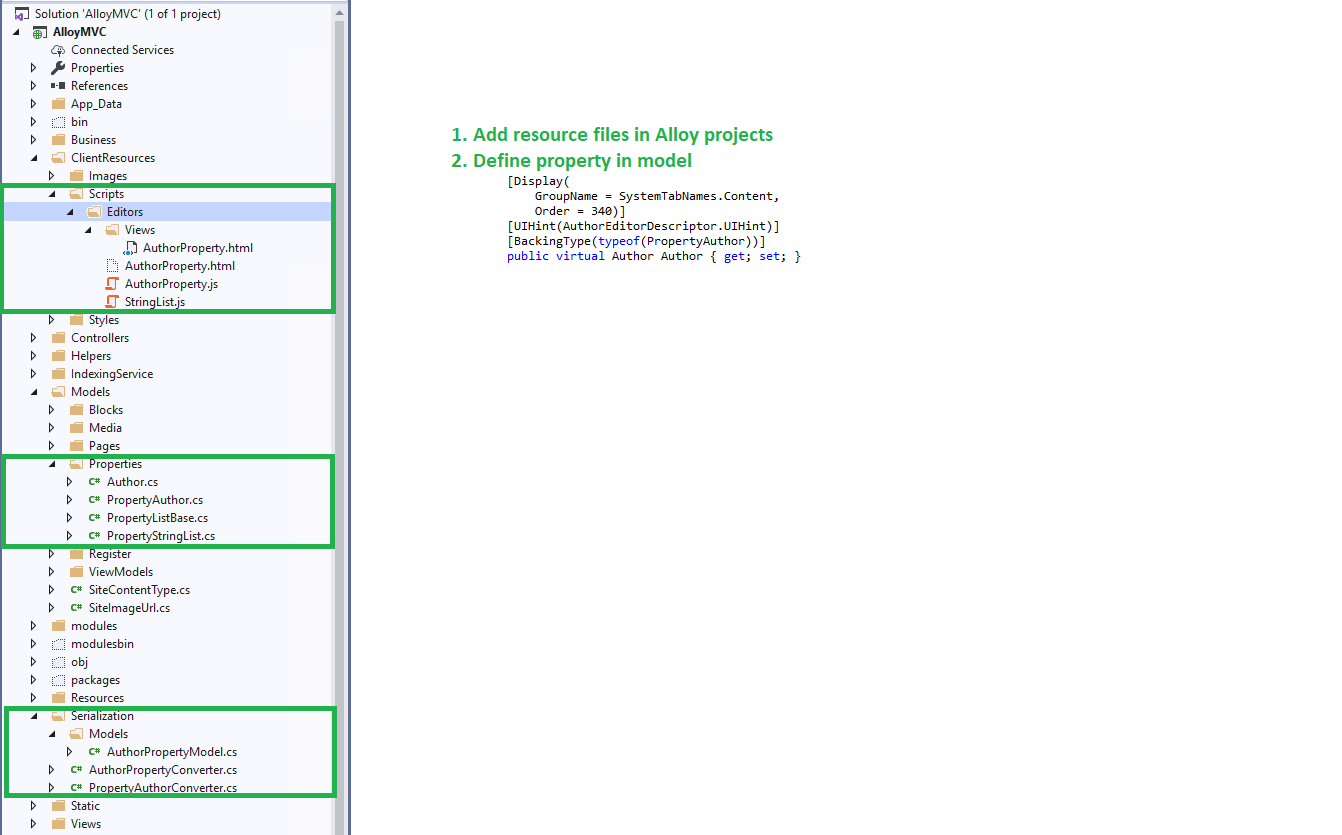 Solution 'AlloyMVC' (1 of 1 project)
AlloyMVC
Connected Services
Properties
References
App_Data
bin
Business
ClientResources
Images
Scripts
Editors
Views
AuthorProperty.html
AuthorProperty.html
AuthorProperty.js
StringList.js
Styles
Controllers
Helpers
IndexingService
Models
Blocks
Media
Pages
Properties
C# Author.cs
C# PropertyAuthor.cs
C# PropertyListBase.cs
C# PropertyStringList.cs
Register
ViewModels
C# SiteContentType.cs
C# SiteImageUrl.cs
modules
modulesbin
obj
packages
Resources
Serialization
Models
C# AuthorPropertyModel.cs
C# AuthorPropertyConverter.cs
C# PropertyAuthorConverter.cs
Static
Views
1. Add resource files in Alloy projects
2. Define property in model
[Display(
GroupName = SystemTabNames.Content,
Order = 340)]
[UIHint(AuthorEditorDescriptor.UIHint)]
[BackingType(typeof(PropertyAuthor))]
public virtual Author Author { get; set; }